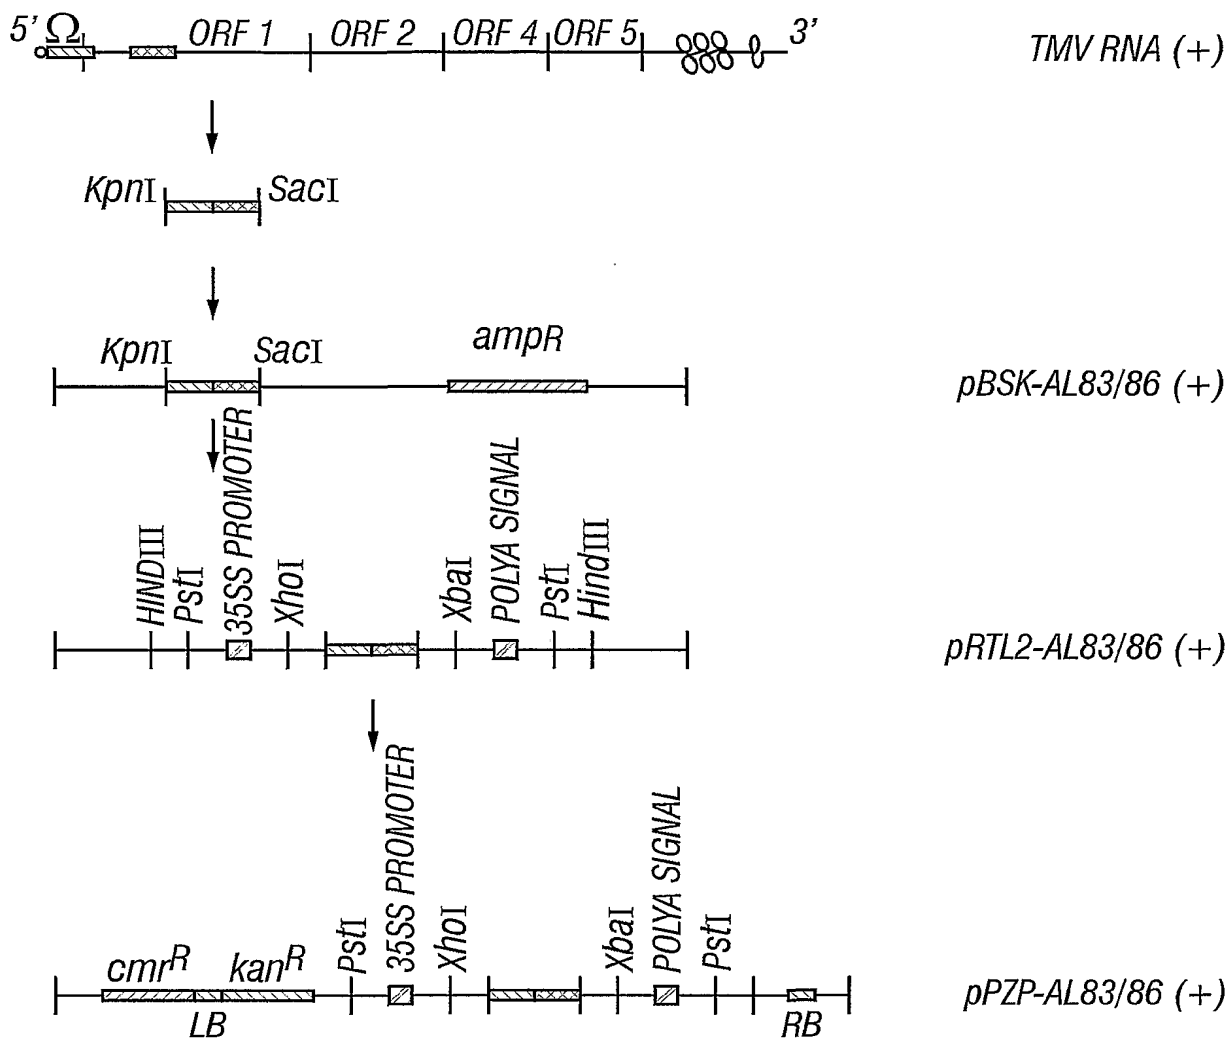 5' Ω ORF 1 ORF 2 ORF 4 ORF 5 3' TMV RNA (+)
KpnI SacI
KpnI SacI ampR pBSK-AL83/86 (+)
HINDIII PstI 35SS PROMOTER XhoI XbaI POLYA SIGNAL PstI HindIII pRTL2-AL83/86 (+)
PstI 35SS PROMOTER XhoI XbaI POLYA SIGNAL PstI
cmrR kanR pPZP-AL83/86 (+)
LB RB